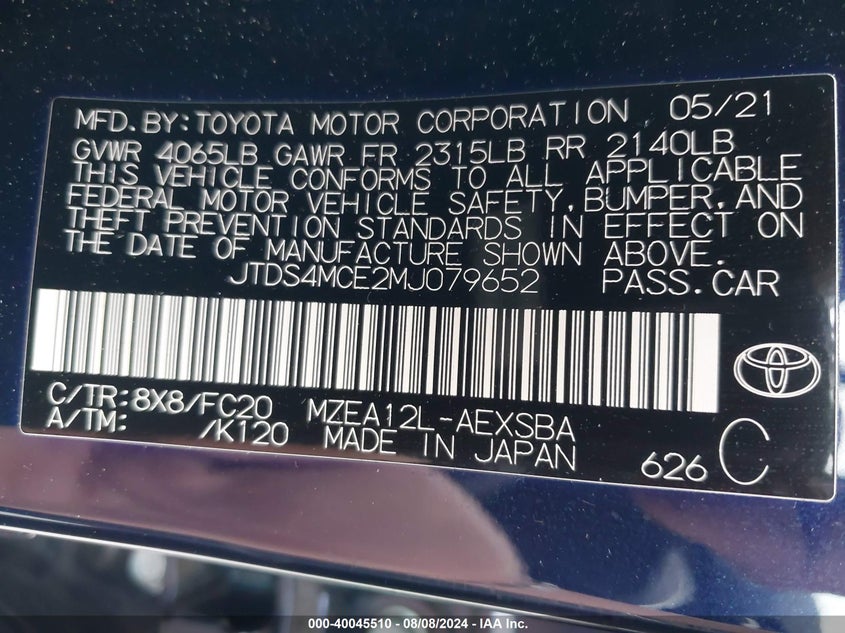 MFD.BY:TOYOTA MOTOR CORPORATION 05/21
GVWR 4065LB GAWR FR 2315LB RR 2140LB
THIS VEHICLE CONFORMS TO ALL APPLICABLE
FEDERAL MOTOR VEHICLE SAFETY,BUMPER,AND
THEFT PREVENTION STANDARDS IN EFFECT ON
THE DATE OF MANUFACTURE SHOWN ABOVE.
JTDS4MCE2MJ079652 PASS.CAR
C/TR:8X8/FC20 MZEA12L-AEXSBA
A/TM: /K120 MADE IN JAPAN
626 C
000-40045510 - 08/08/2024 - IAA Inc.